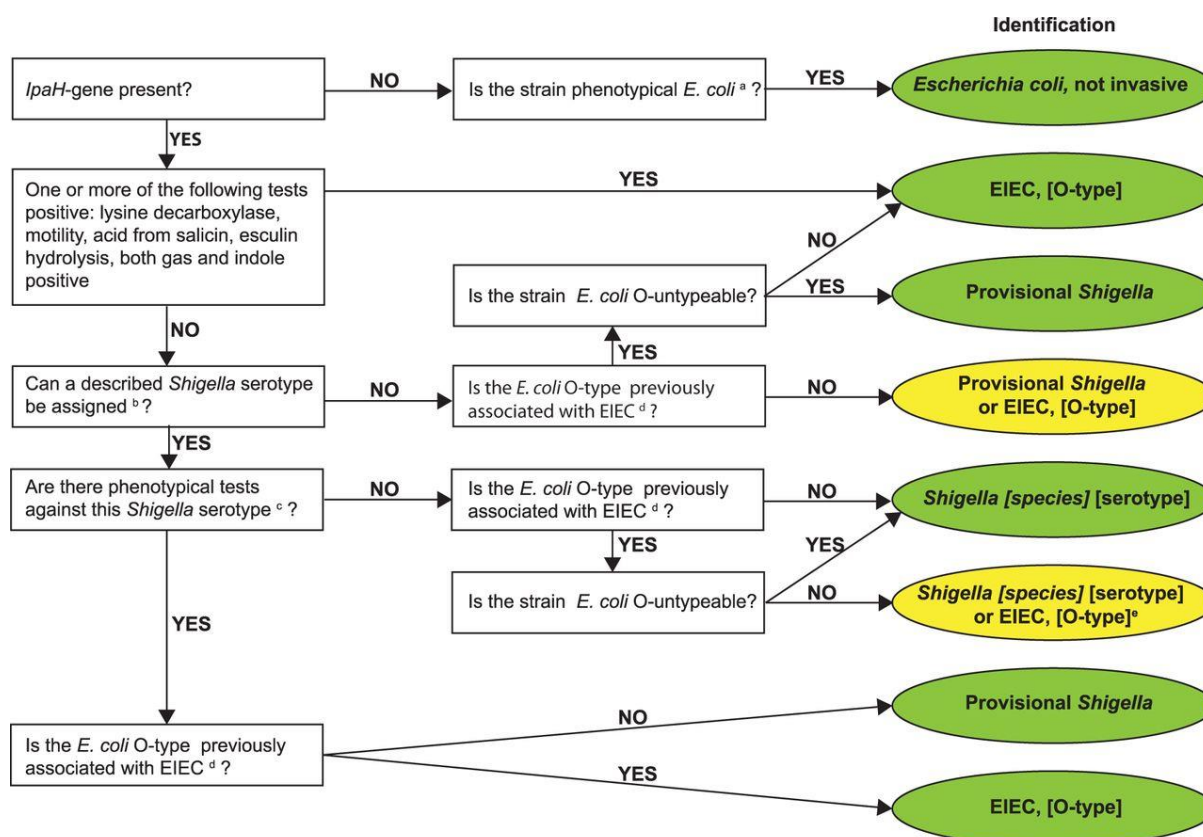 Identification
IpaH-gene present?
NO
Is the strain phenotypical E. coli ᵃ ?
YES
Escherichia coli, not invasive
YES
One or more of the following tests
positive: lysine decarboxylase,
motility, acid from salicin, esculin
hydrolysis, both gas and indole
positive
YES
EIEC, [O-type]
NO
Is the strain E. coli O-untypeable?
YES
Provisional Shigella
NO
YES
Can a described Shigella serotype
be assigned ᵇ ?
NO
Is the E. coli O-type previously
associated with EIEC ᵈ ?
NO
Provisional Shigella
or EIEC, [O-type]
YES
Are there phenotypical tests
against this Shigella serotype ᶜ ?
NO
Is the E. coli O-type previously
associated with EIEC ᵈ ?
NO
Shigella [species] [serotype]
YES
YES
Is the strain E. coli O-untypeable?
NO
Shigella [species] [serotype]
or EIEC, [O-type]ᵉ
YES
Is the E. coli O-type previously
associated with EIEC ᵈ ?
NO
Provisional Shigella
YES
EIEC, [O-type]